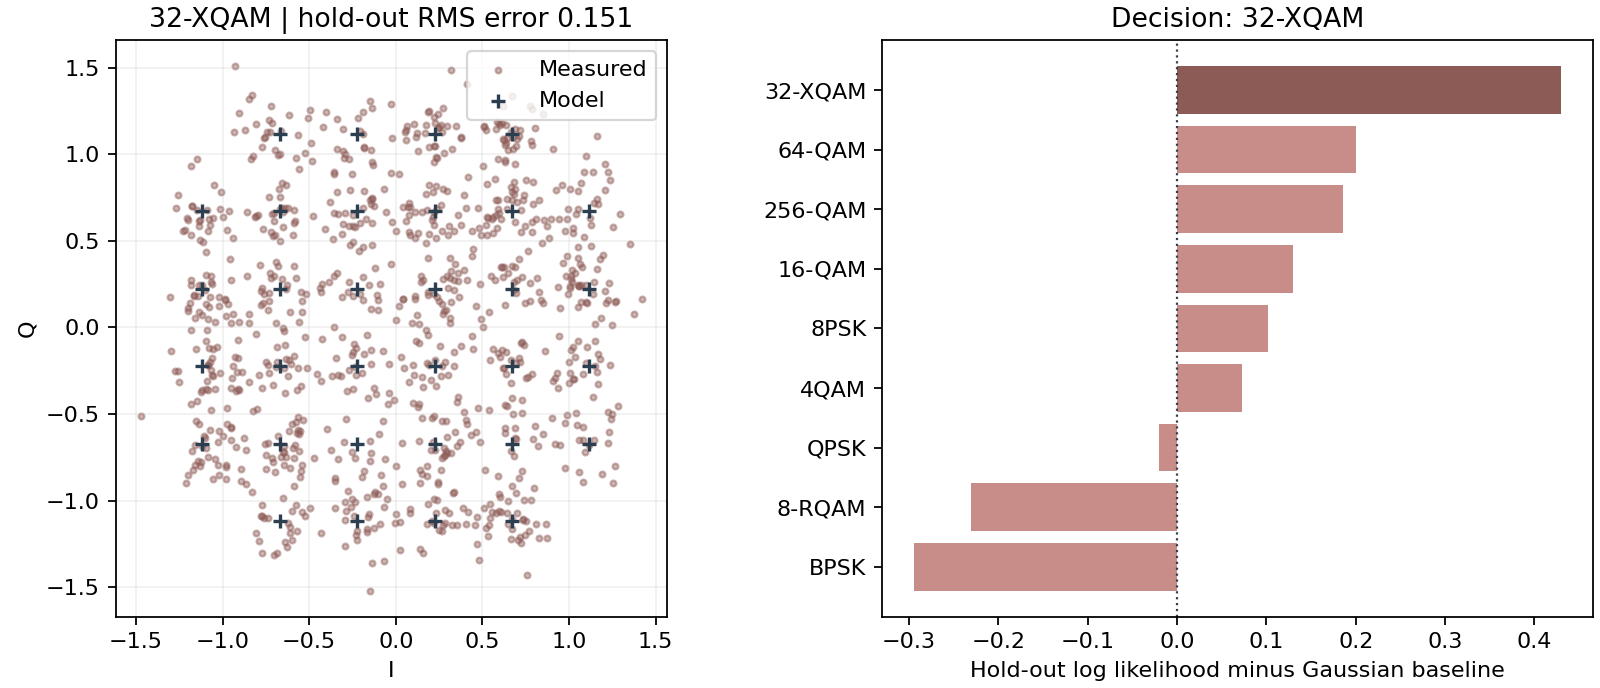 32-XQAM | hold-out RMS error 0.151
Measured
Model
1.5
1.0
0.5
0.0
−0.5
−1.0
−1.5
Q
−1.5 −1.0 −0.5 0.0 0.5 1.0 1.5
I
Decision: 32-XQAM
32-XQAM
64-QAM
256-QAM
16-QAM
8PSK
4QAM
QPSK
8-RQAM
BPSK
−0.3 −0.2 −0.1 0.0 0.1 0.2 0.3 0.4
Hold-out log likelihood minus Gaussian baseline